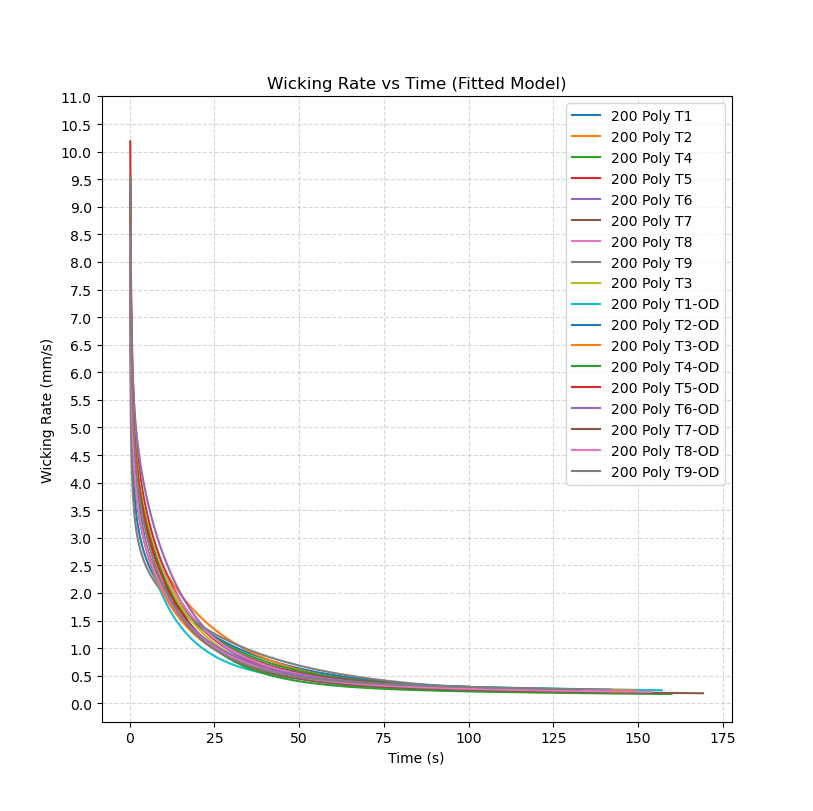 Wicking Rate vs Time (Fitted Model)
11.0
10.5
10.0
9.5
9.0
8.5
8.0
7.5
7.0
6.5
6.0
5.5
5.0
4.5
4.0
3.5
3.0
2.5
2.0
1.5
1.0
0.5
0.0
Wicking Rate (mm/s)
200 Poly T1
200 Poly T2
200 Poly T4
200 Poly T5
200 Poly T6
200 Poly T7
200 Poly T8
200 Poly T9
200 Poly T3
200 Poly T1-OD
200 Poly T2-OD
200 Poly T3-OD
200 Poly T4-OD
200 Poly T5-OD
200 Poly T6-OD
200 Poly T7-OD
200 Poly T8-OD
200 Poly T9-OD
0 25 50 75 100 125 150 175
Time (s)